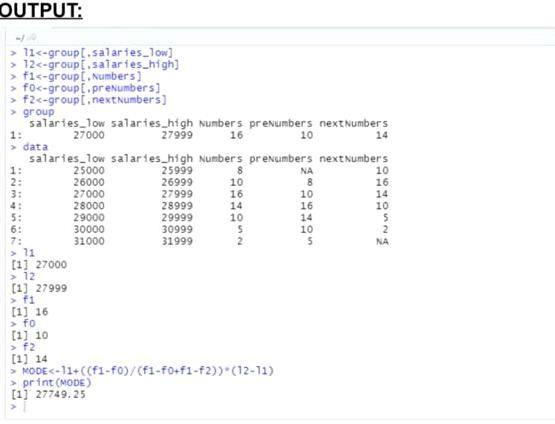 OUTPUT:
~/
> l1<-group[,salaries_low]
> l2<-group[,salaries_high]
> f1<-group[,Numbers]
> f0<-group[,preNumbers]
> f2<-group[,nextNumbers]
> group
salaries_low salaries_high Numbers preNumbers nextNumbers
1: 27000 27999 16 10 14
> data
salaries_low salaries_high Numbers preNumbers nextNumbers
1: 25000 25999 8 NA 10
2: 26000 26999 10 8 16
3: 27000 27999 16 10 14
4: 28000 28999 14 16 10
5: 29000 29999 10 14 5
6: 30000 30999 5 10 2
7: 31000 31999 2 5 NA
> l1
[1] 27000
> l2
[1] 27999
> f1
[1] 16
> f0
[1] 10
> f2
[1] 14
> MODE<-l1+((f1-f0)/(f1-f0+f1-f2))*(l2-l1)
> print(MODE)
[1] 27749.25
>